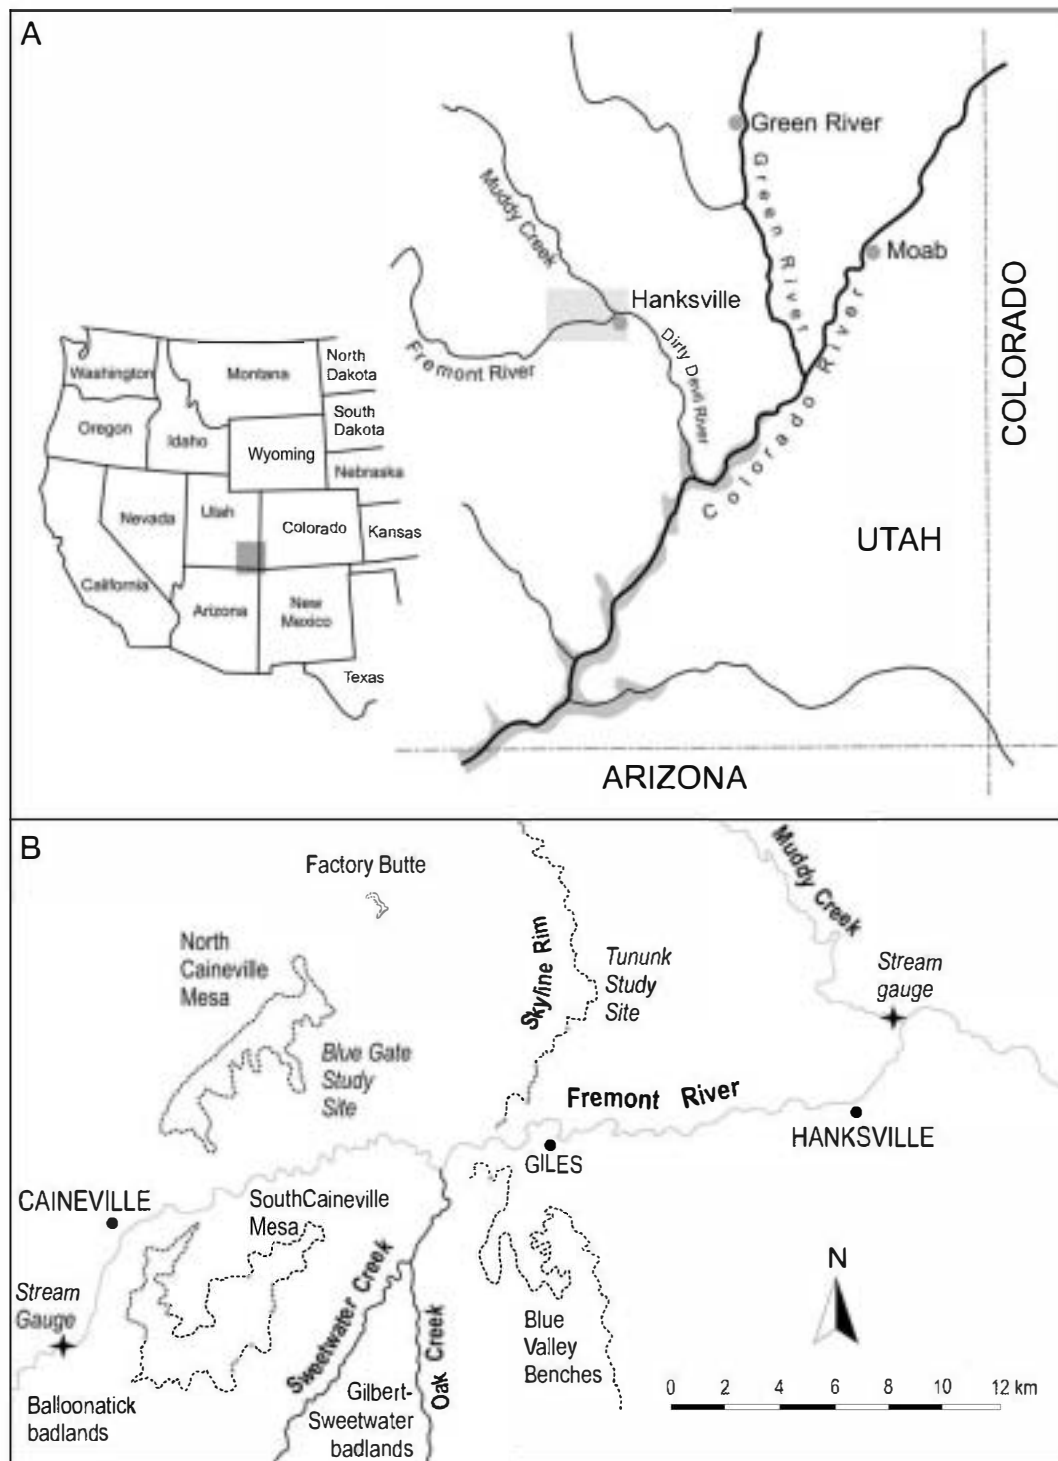 A
Green River
Green River
Muddy Creek
Moab
Hanksville
Fremont River
Dirty Devil River
Colorado River
COLORADO
UTAH
ARIZONA
Washington
Montana
North
Dakota
Oregon
Idaho
South
Dakota
Wyoming
Nebraska
Nevada
Utah
Colorado
Kansas
California
Arizona
New
Mexico
Texas
B
Factory Butte
Muddy Creek
North
Caineville
Mesa
Skyline Rim
Tununk
Study
Site
Stream
gauge
Blue Gate
Study
Site
Fremont River
HANKSVILLE
GILES
CAINEVILLE
SouthCaineville
Mesa
Stream
Gauge
Sweetwater Creek
Oak Creek
Blue
Valley
Benches
N
Balloonatick
badlands
Gilbert-
Sweetwater
badlands
0 2 4 6 8 10 12 km